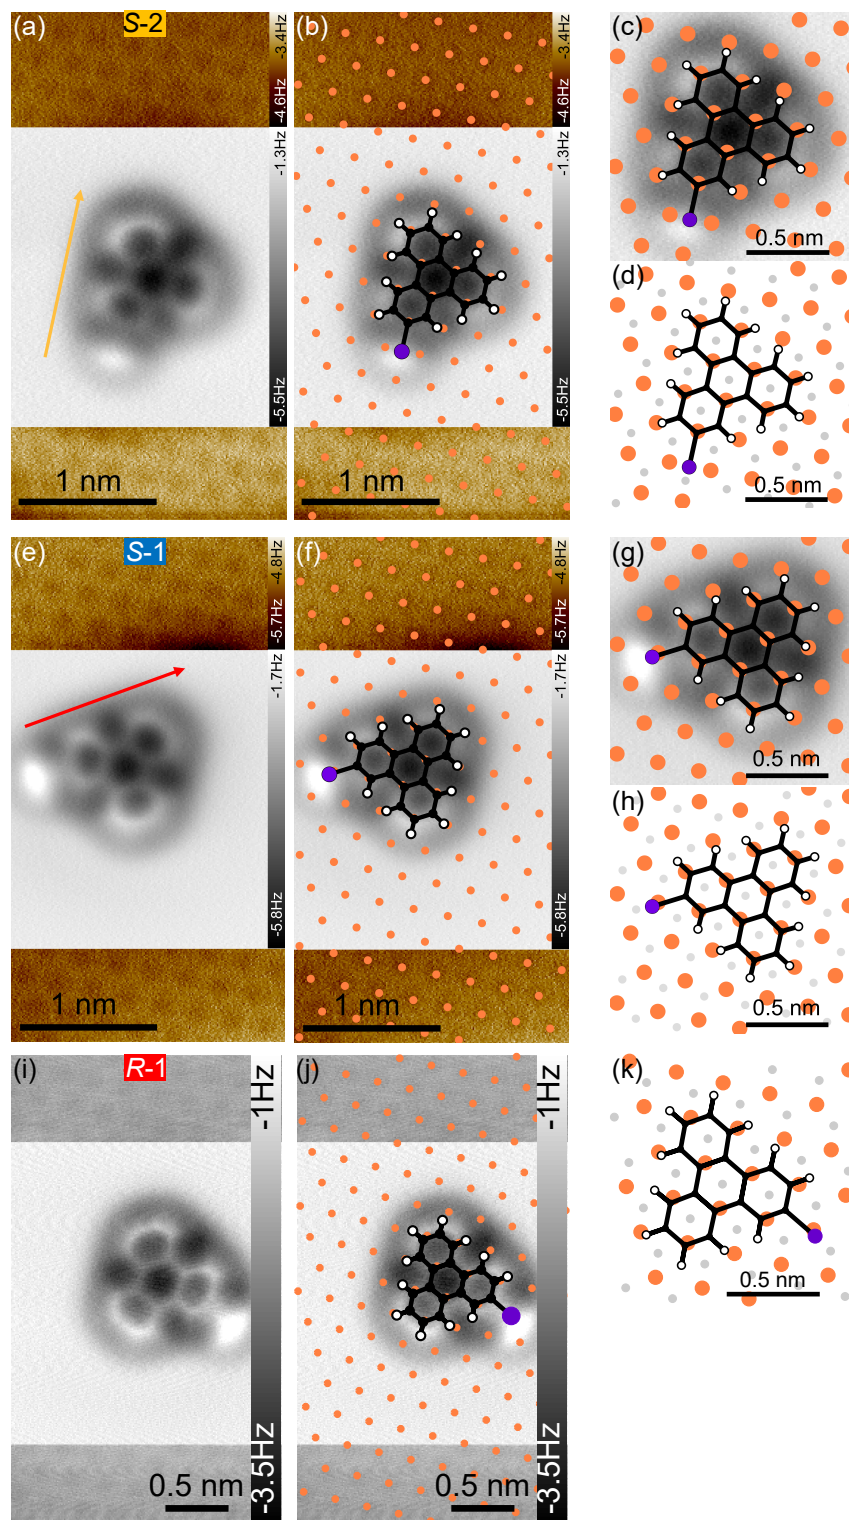 (a) S-2
-3.4Hz
-4.6Hz
-1.3Hz
-5.5Hz
1 nm
(b)
-3.4Hz
-4.6Hz
-1.3Hz
-5.5Hz
1 nm
(c)
0.5 nm
(d)
0.5 nm
(e) S-1
-4.8Hz
-5.7Hz
-1.7Hz
-5.8Hz
1 nm
(f)
-4.8Hz
-5.7Hz
-1.7Hz
-5.8Hz
1 nm
(g)
0.5 nm
(h)
0.5 nm
(i) R-1
-1Hz
-3.5Hz
0.5 nm
(j)
-1Hz
-3.5Hz
0.5 nm
(k)
0.5 nm